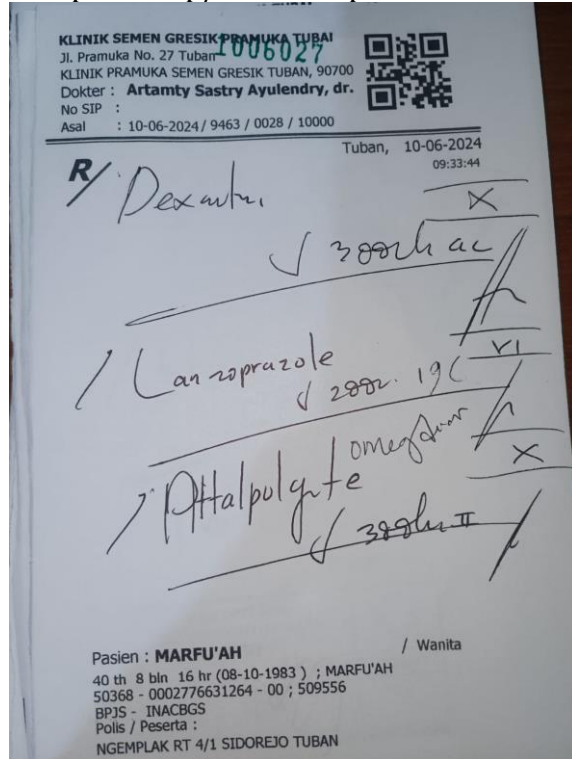 KLINIK SEMEN GRESIK PRAMUKA TUBAN
Jl. Pramuka No. 27 Tuban 1006027
KLINIK PRAMUKA SEMEN GRESIK TUBAN, 90700
Dokter : Artamty Sastry Ayulendry, dr.
No SIP :
Asal : 10-06-2024 / 9463 / 0028 / 10000
Tuban, 10-06-2024
09:33:44
R/
X
ac
VI
Lanzoprazole
X
II
Pasien : MARFU'AH / Wanita
40 th 8 bln 16 hr (08-10-1983 ) ; MARFU'AH
50368 - 0002776631264 - 00 ; 509556
BPJS - INACBGS
Polis / Peserta :
NGEMPLAK RT 4/1 SIDOREJO TUBAN